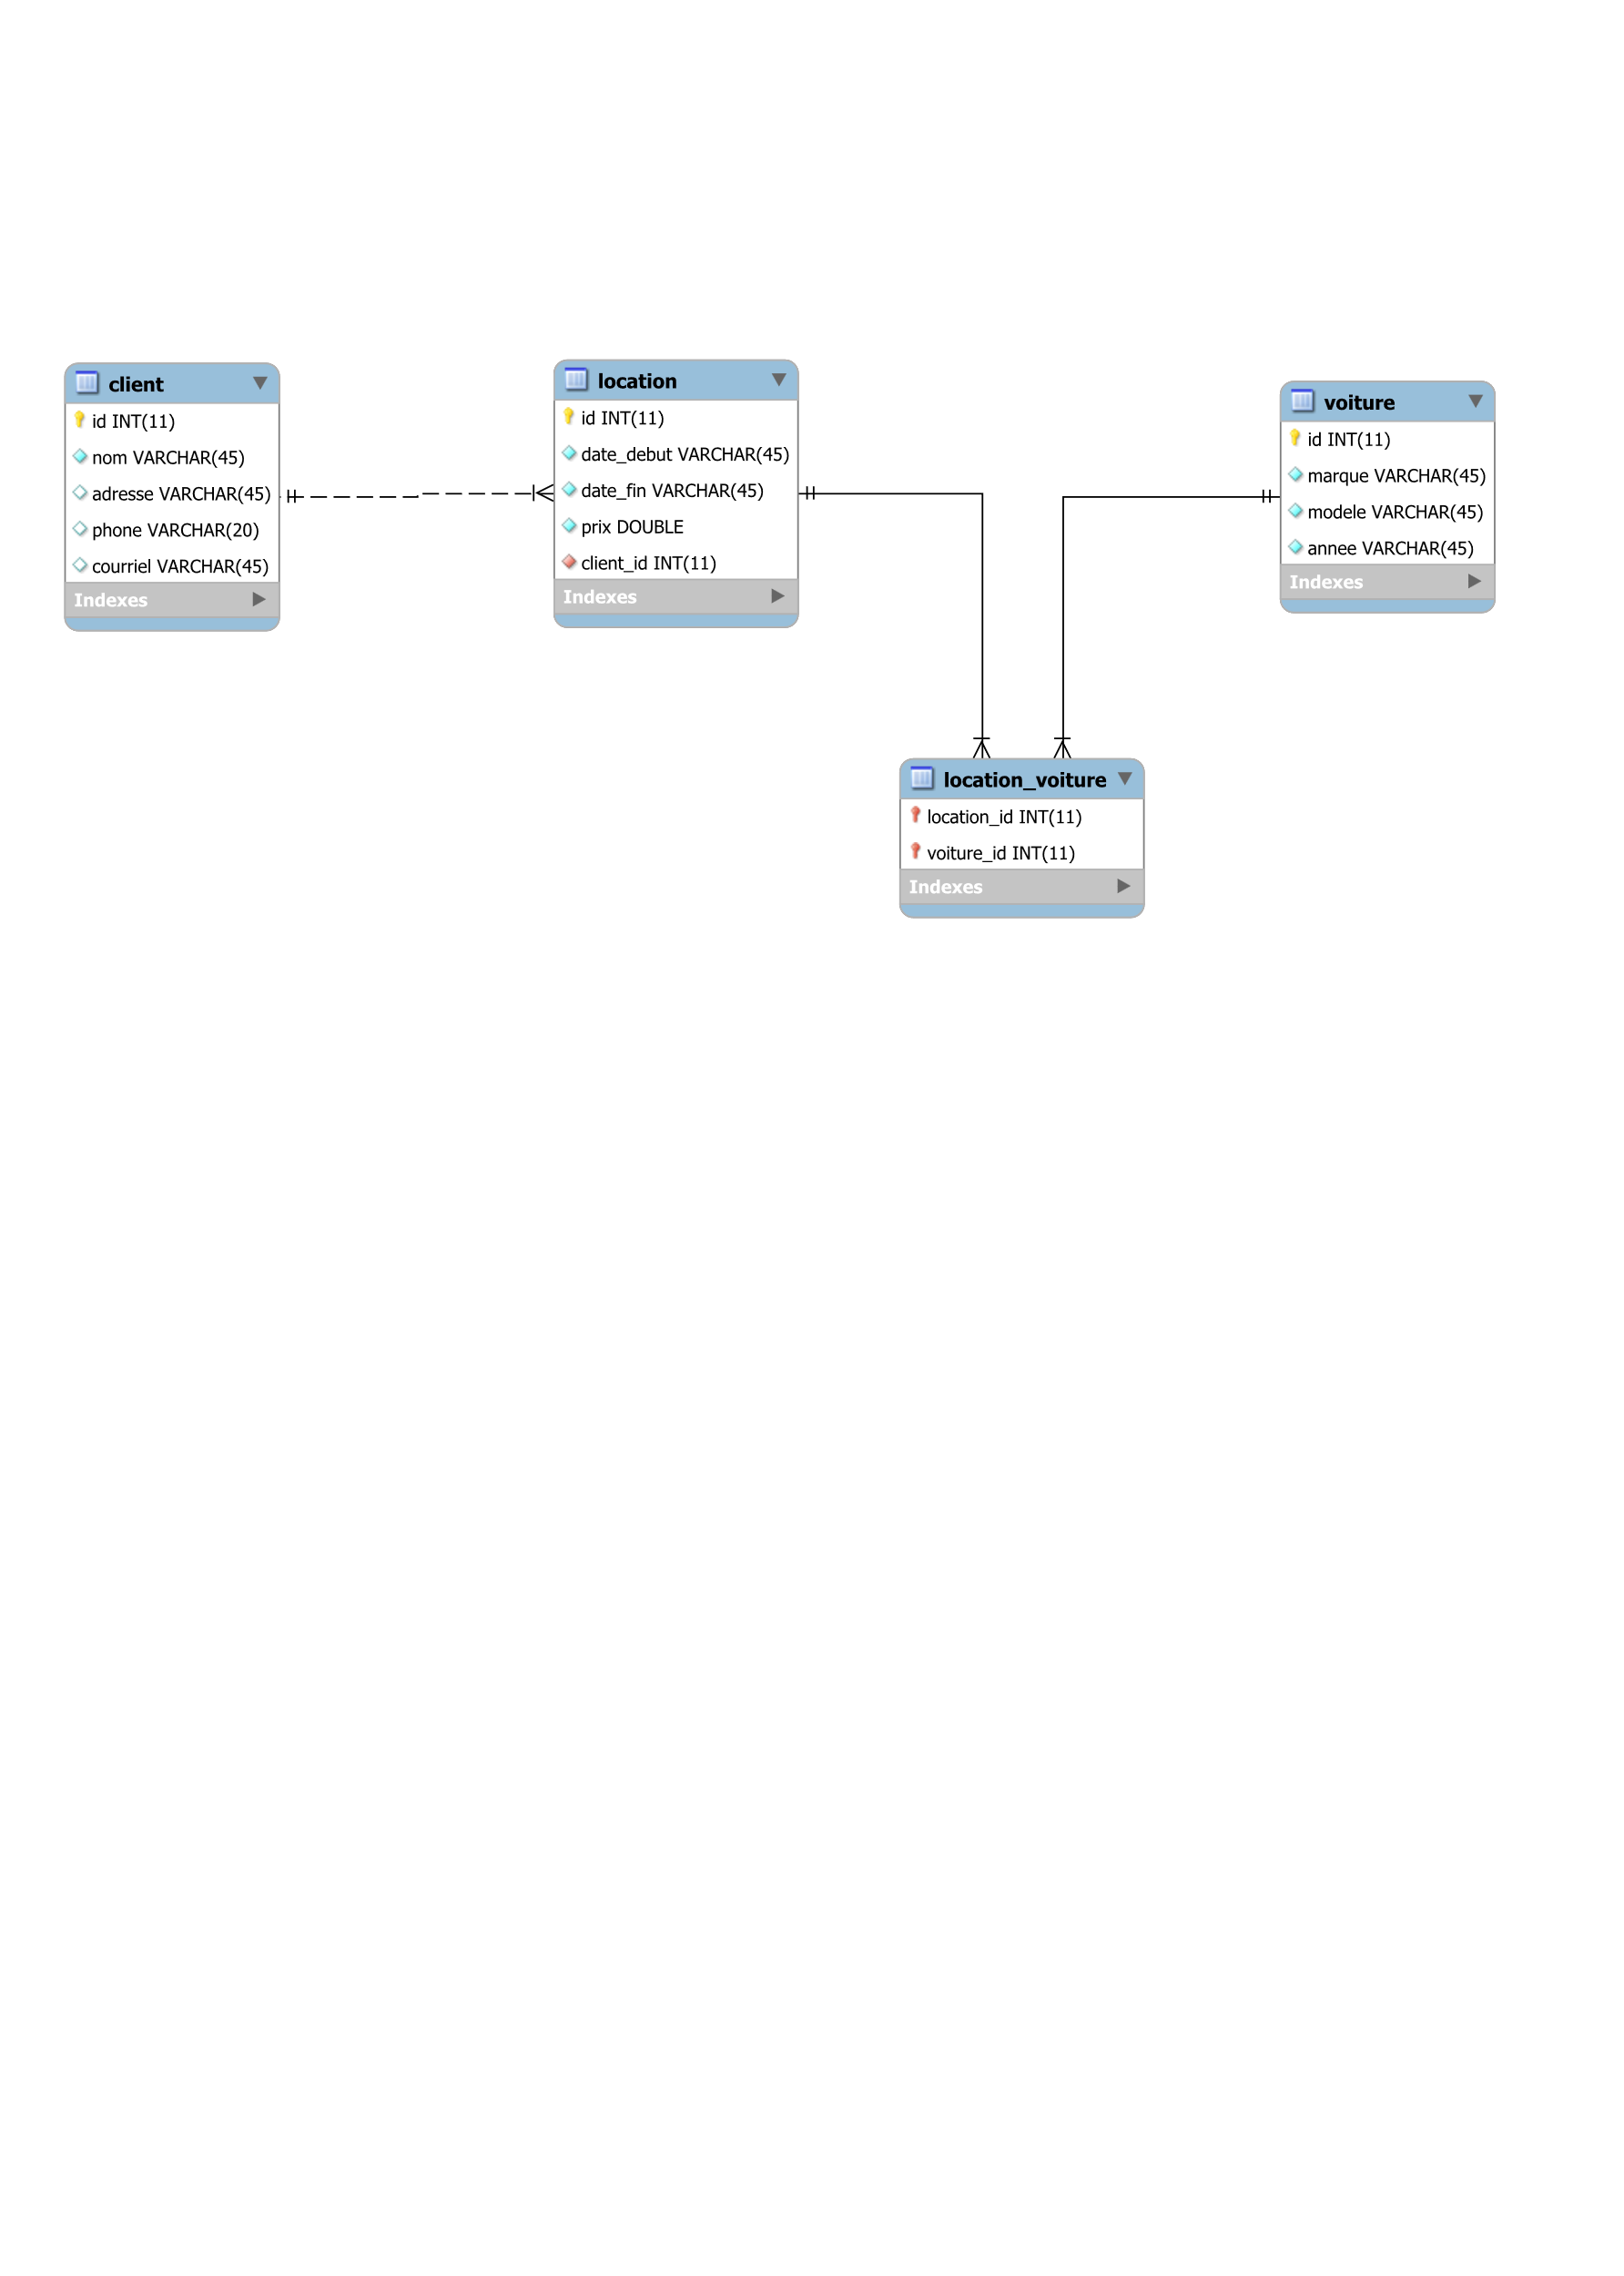 client
id INT(11)
nom VARCHAR(45)
adresse VARCHAR(45)
phone VARCHAR(20)
courriel VARCHAR(45)
Indexes
location
id INT(11)
date_debut VARCHAR(45)
date_fin VARCHAR(45)
prix DOUBLE
client_id INT(11)
Indexes
voiture
id INT(11)
marque VARCHAR(45)
modele VARCHAR(45)
annee VARCHAR(45)
Indexes
location_voiture
location_id INT(11)
voiture_id INT(11)
Indexes